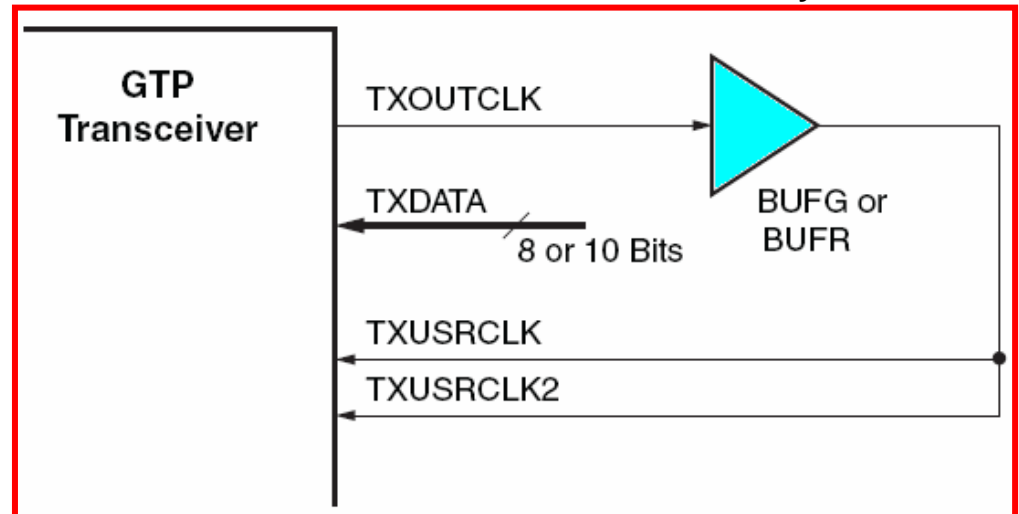 GTP
Transceiver
TXOUTCLK
TXDATA
8 or 10 Bits
BUFG or
BUFR
TXUSRCLK
TXUSRCLK2